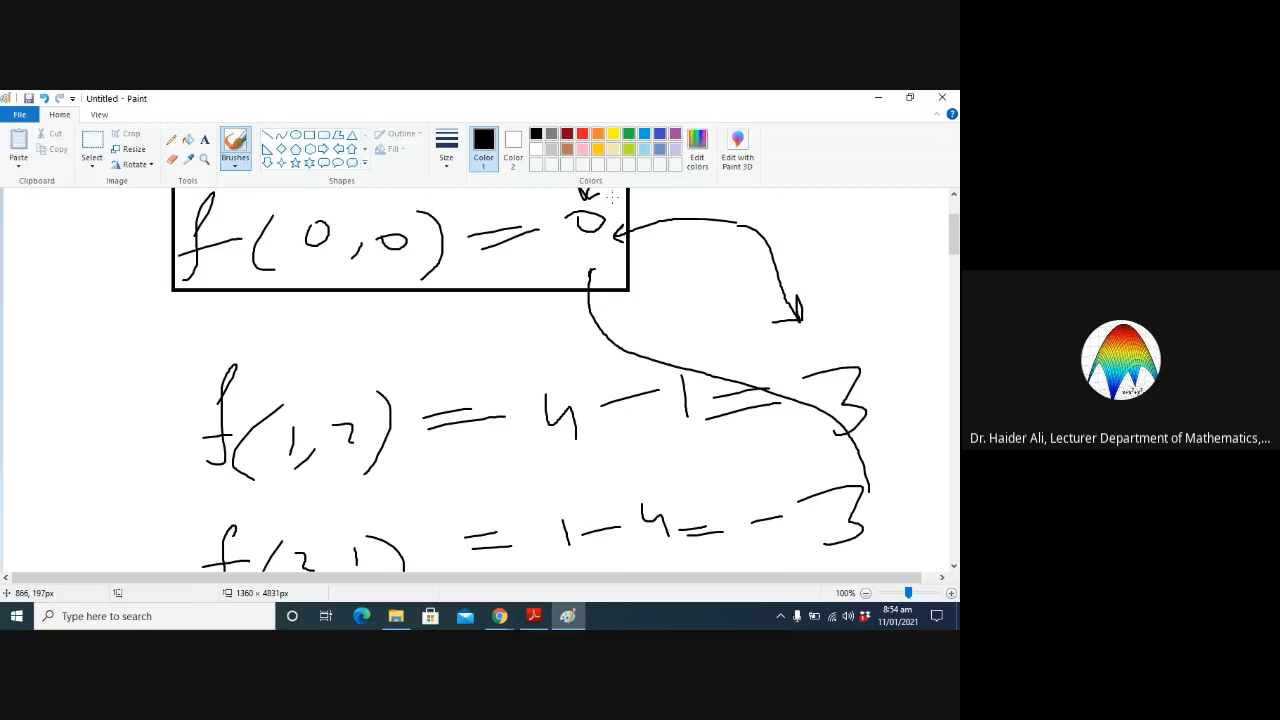 Untitled - Paint
File Home View
Paste
Cut
Copy
Clipboard
Select
Crop
Resize
Rotate
Image
Tools
Brushes
Shapes
Outline
Fill
Size
Color 1
Color 2
Edit colors
Colors
Edit with Paint 3D
f(0,0) = 0
f(1,2) = 4 - 1 = 3
f(2,1) = 1 - 4 = - 3
x+x²+y²
Dr. Haider Ali, Lecturer Department of Mathematics,...
866, 197px
1360 × 4831px
100%
Type here to search
8:54 am
11/01/2021